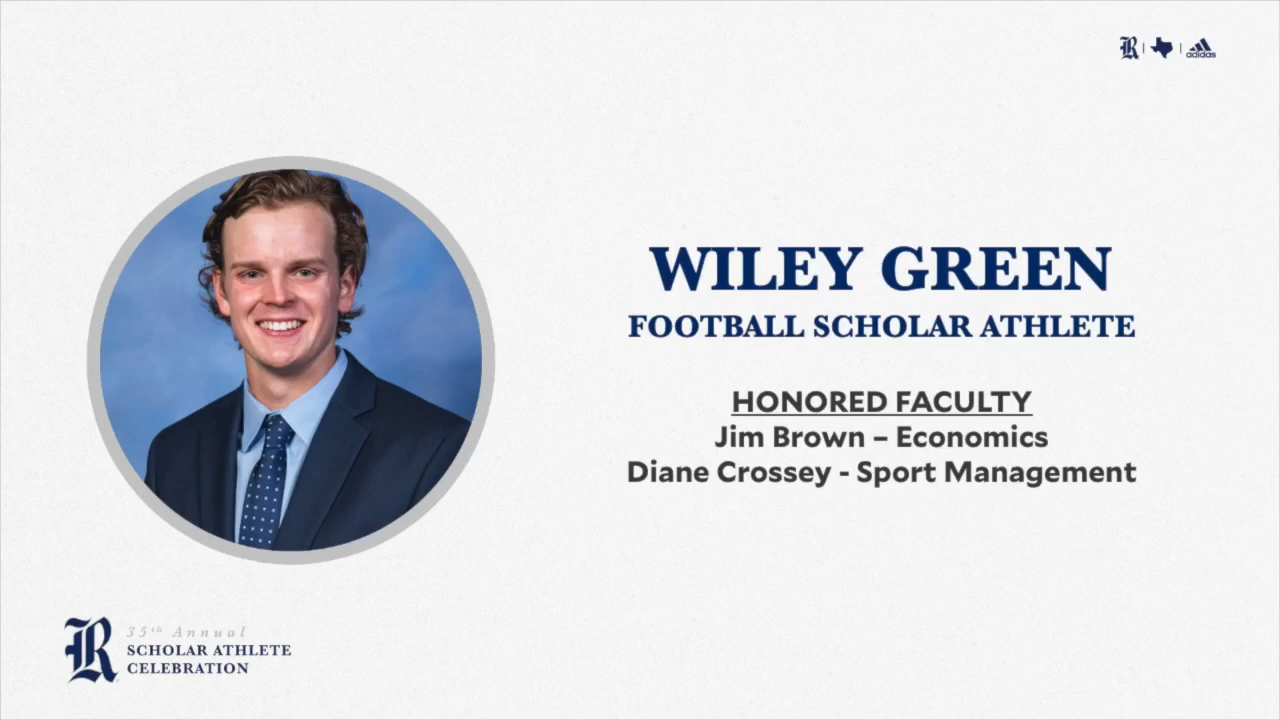 R
adidas
WILEY GREEN
FOOTBALL SCHOLAR ATHLETE
HONORED FACULTY
Jim Brown – Economics
Diane Crossey - Sport Management
R
35th Annual
SCHOLAR ATHLETE
CELEBRATION